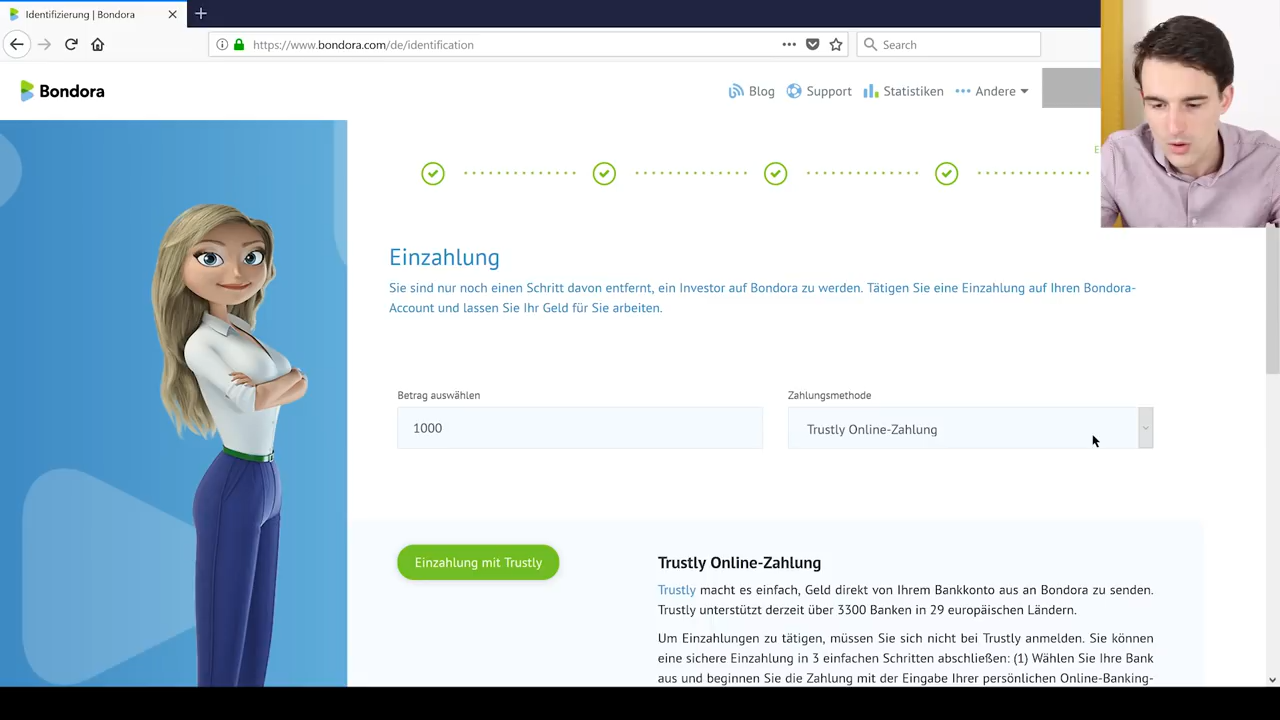 Identifizierung | Bondora
https://www.bondora.com/de/identification
Search
Bondora
Blog
Support
Statistiken
Andere
Einzahlung
Sie sind nur noch einen Schritt davon entfernt, ein Investor auf Bondora zu werden. Tätigen Sie eine Einzahlung auf Ihren Bondora-
Account und lassen Sie Ihr Geld für Sie arbeiten.
Betrag auswählen
Zahlungsmethode
1000
Trustly Online-Zahlung
Einzahlung mit Trustly
Trustly Online-Zahlung
Trustly macht es einfach, Geld direkt von Ihrem Bankkonto aus an Bondora zu senden.
Trustly unterstützt derzeit über 3300 Banken in 29 europäischen Ländern.
Um Einzahlungen zu tätigen, müssen Sie sich nicht bei Trustly anmelden. Sie können
eine sichere Einzahlung in 3 einfachen Schritten abschließen: (1) Wählen Sie Ihre Bank
aus und beginnen Sie die Zahlung mit der Eingabe Ihrer persönlichen Online-Banking-